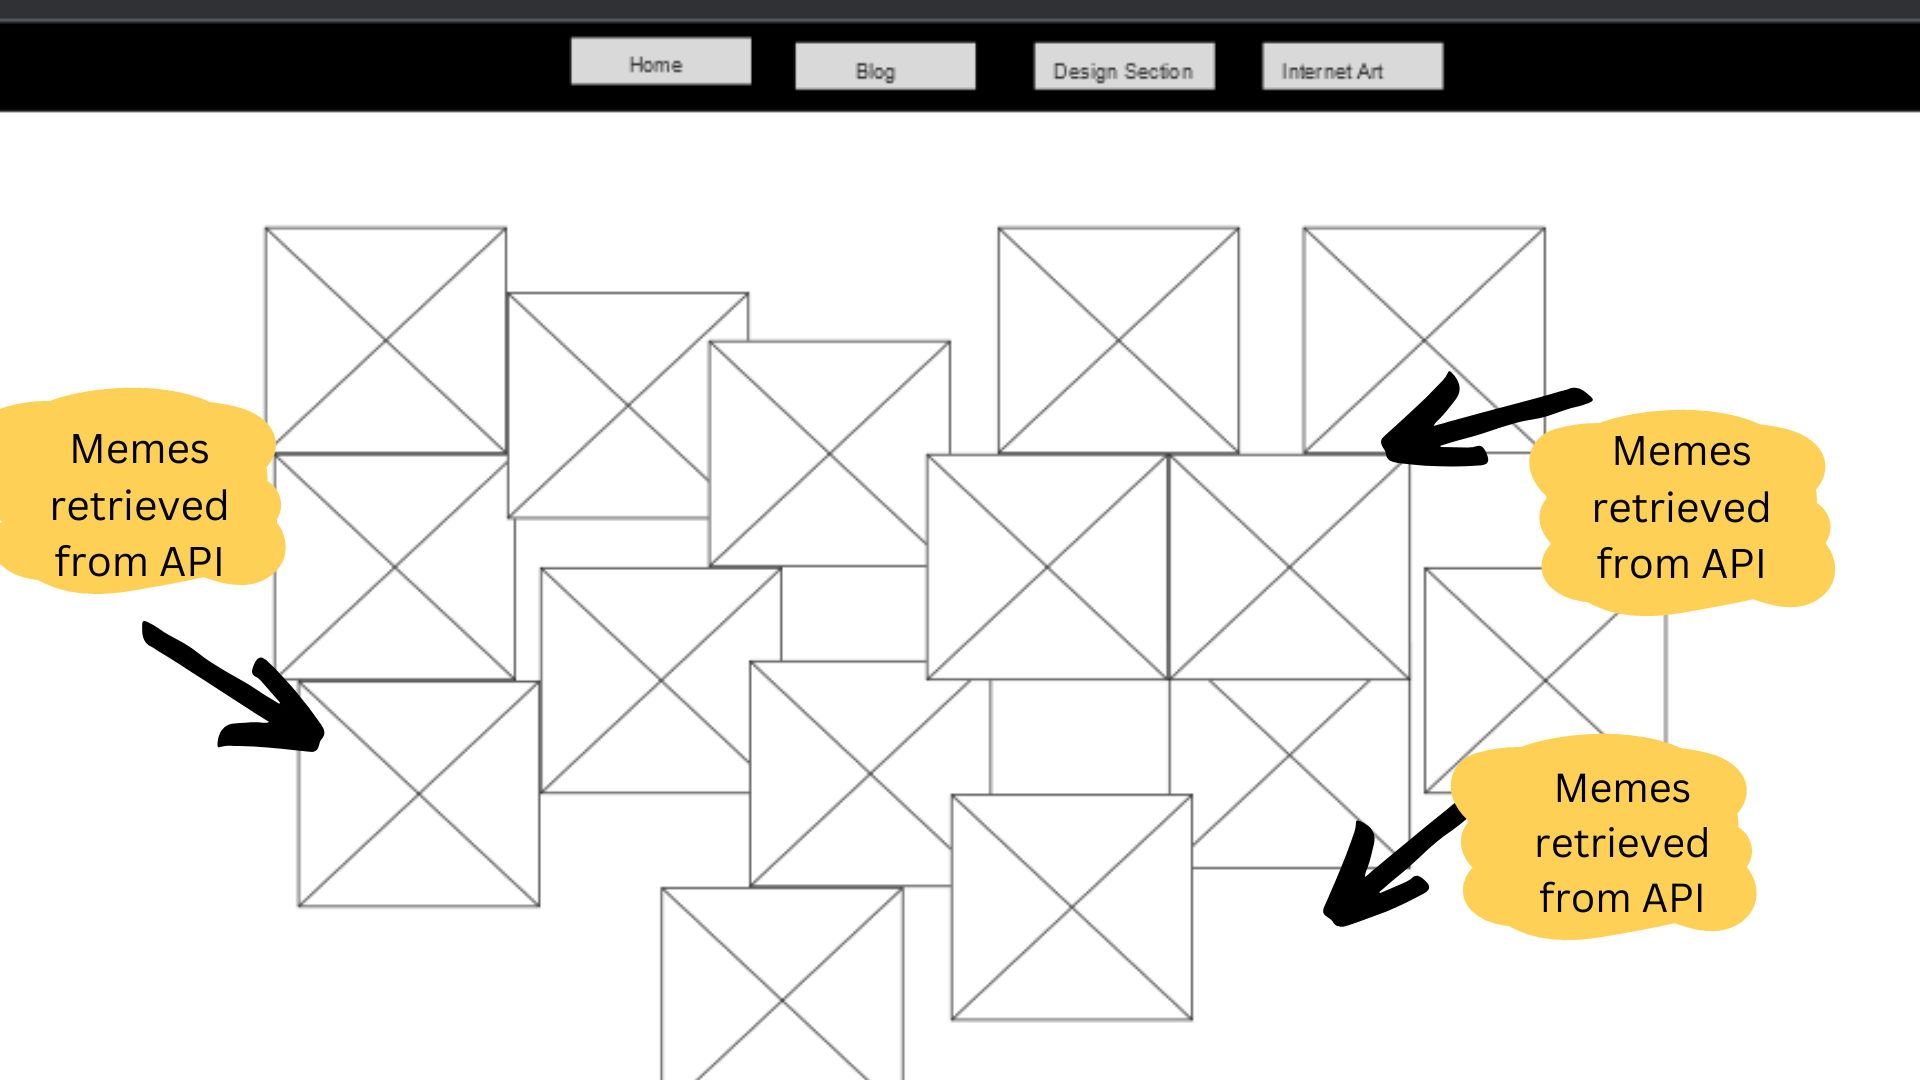 Home
Blog
Design Section
Internet Art
Memes
retrieved
from API
Memes
retrieved
from API
Memes
retrieved
from API